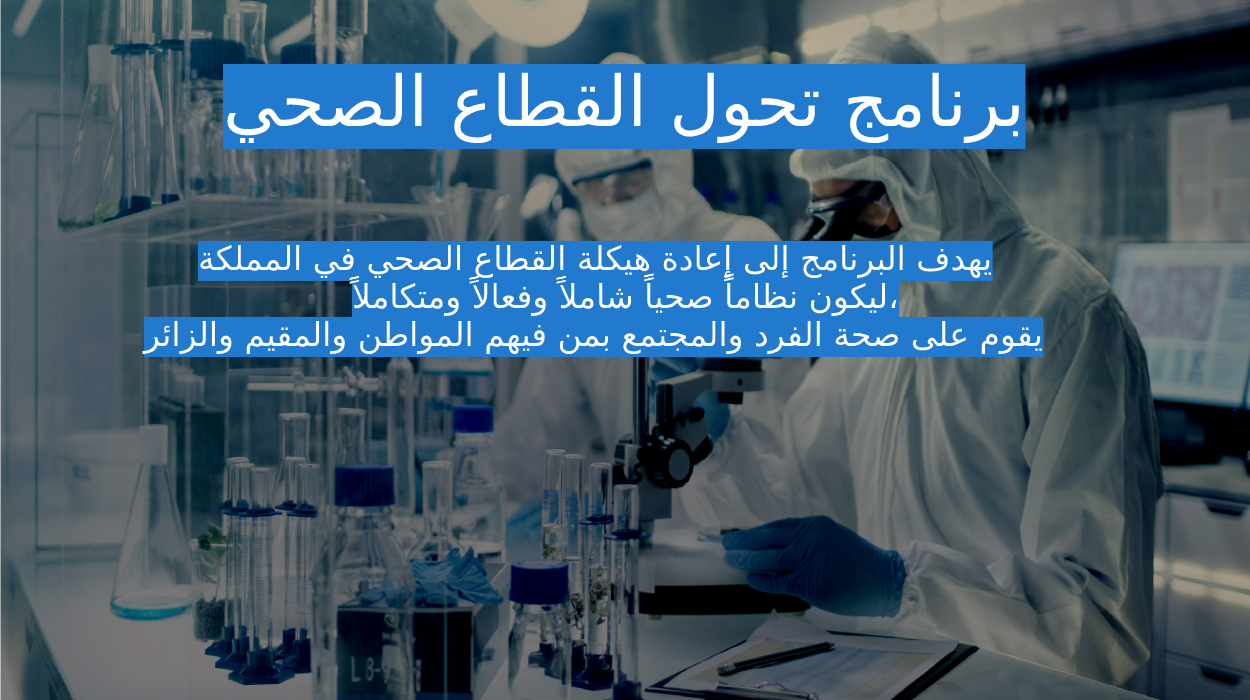 برنامج تحول القطاع الصحي
يهدف البرنامج إلى إعادة هيكلة القطاع الصحي في المملكة
ليكون نظاماً صحياً شاملاً وفعالاً ومتكاملاً،
يقوم على صحة الفرد والمجتمع بمن فيهم المواطن والمقيم والزائر
L 8-